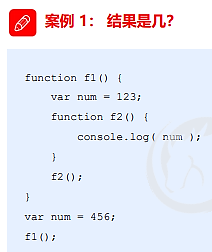 案例 1： 结果是几？
function f1() {
    var num = 123;
    function f2() {
        console.log( num );
    }
    f2();
}
var num = 456;
f1();